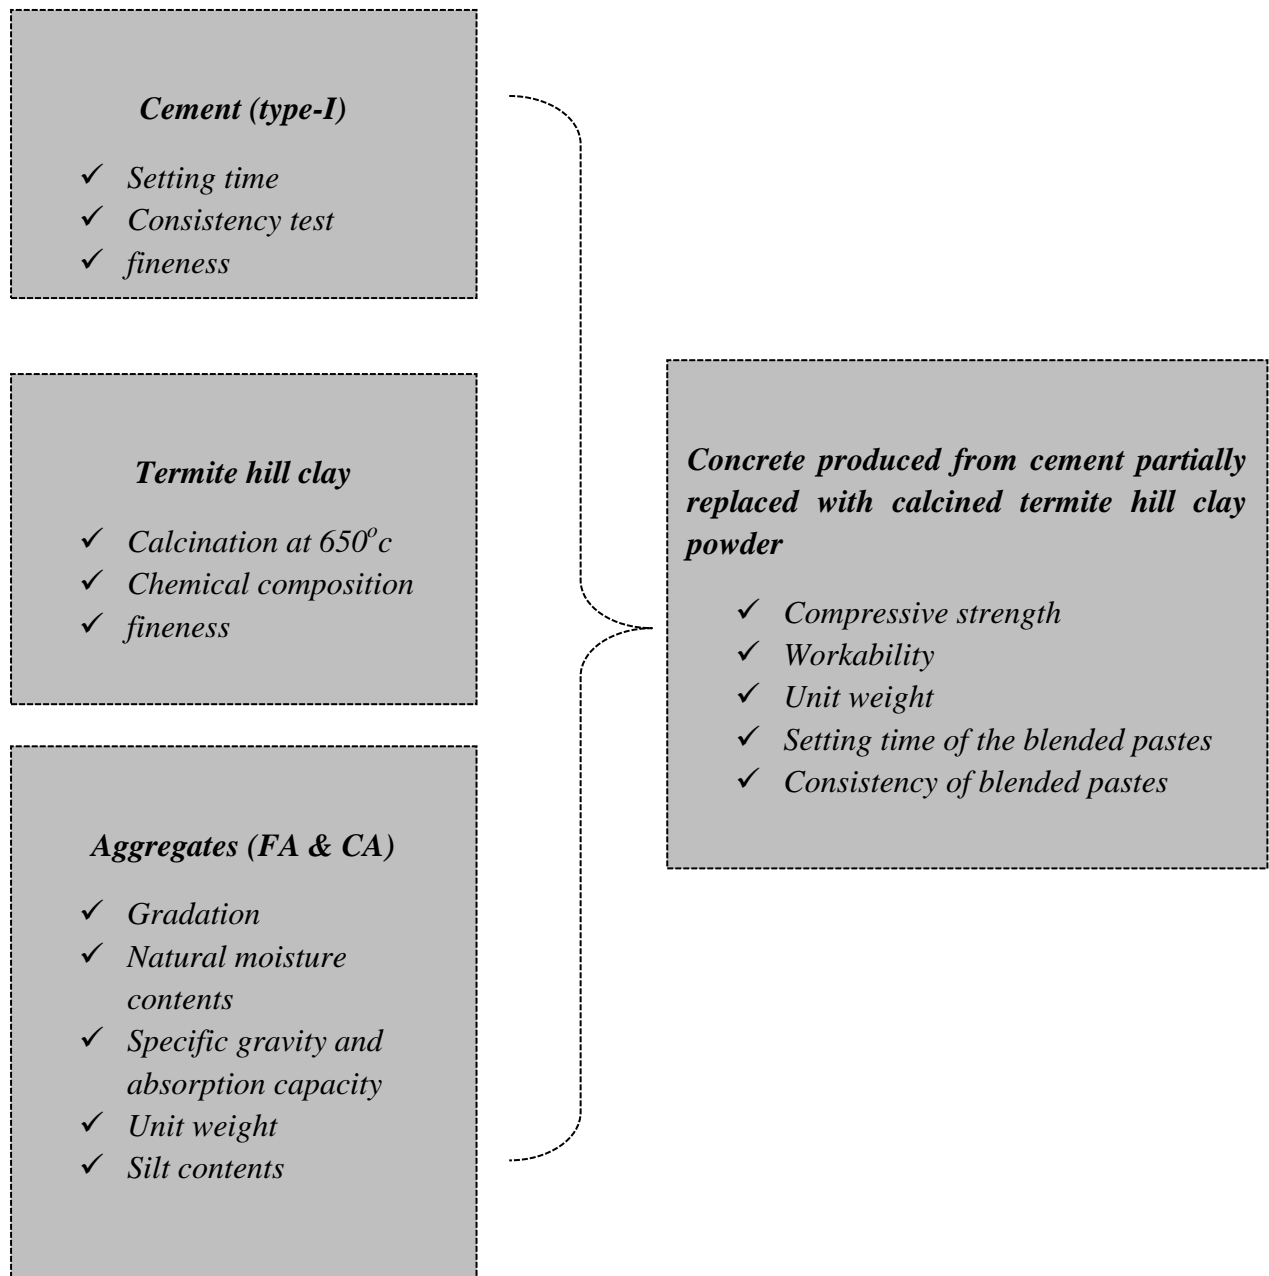 Cement (type-I)
✓ Setting time
✓ Consistency test
✓ fineness
Termite hill clay
✓ Calcination at 650°c
✓ Chemical composition
✓ fineness
Aggregates (FA & CA)
✓ Gradation
✓ Natural moisture
contents
✓ Specific gravity and
absorption capacity
✓ Unit weight
✓ Silt contents
Concrete produced from cement partially
replaced with calcined termite hill clay
powder
✓ Compressive strength
✓ Workability
✓ Unit weight
✓ Setting time of the blended pastes
✓ Consistency of blended pastes